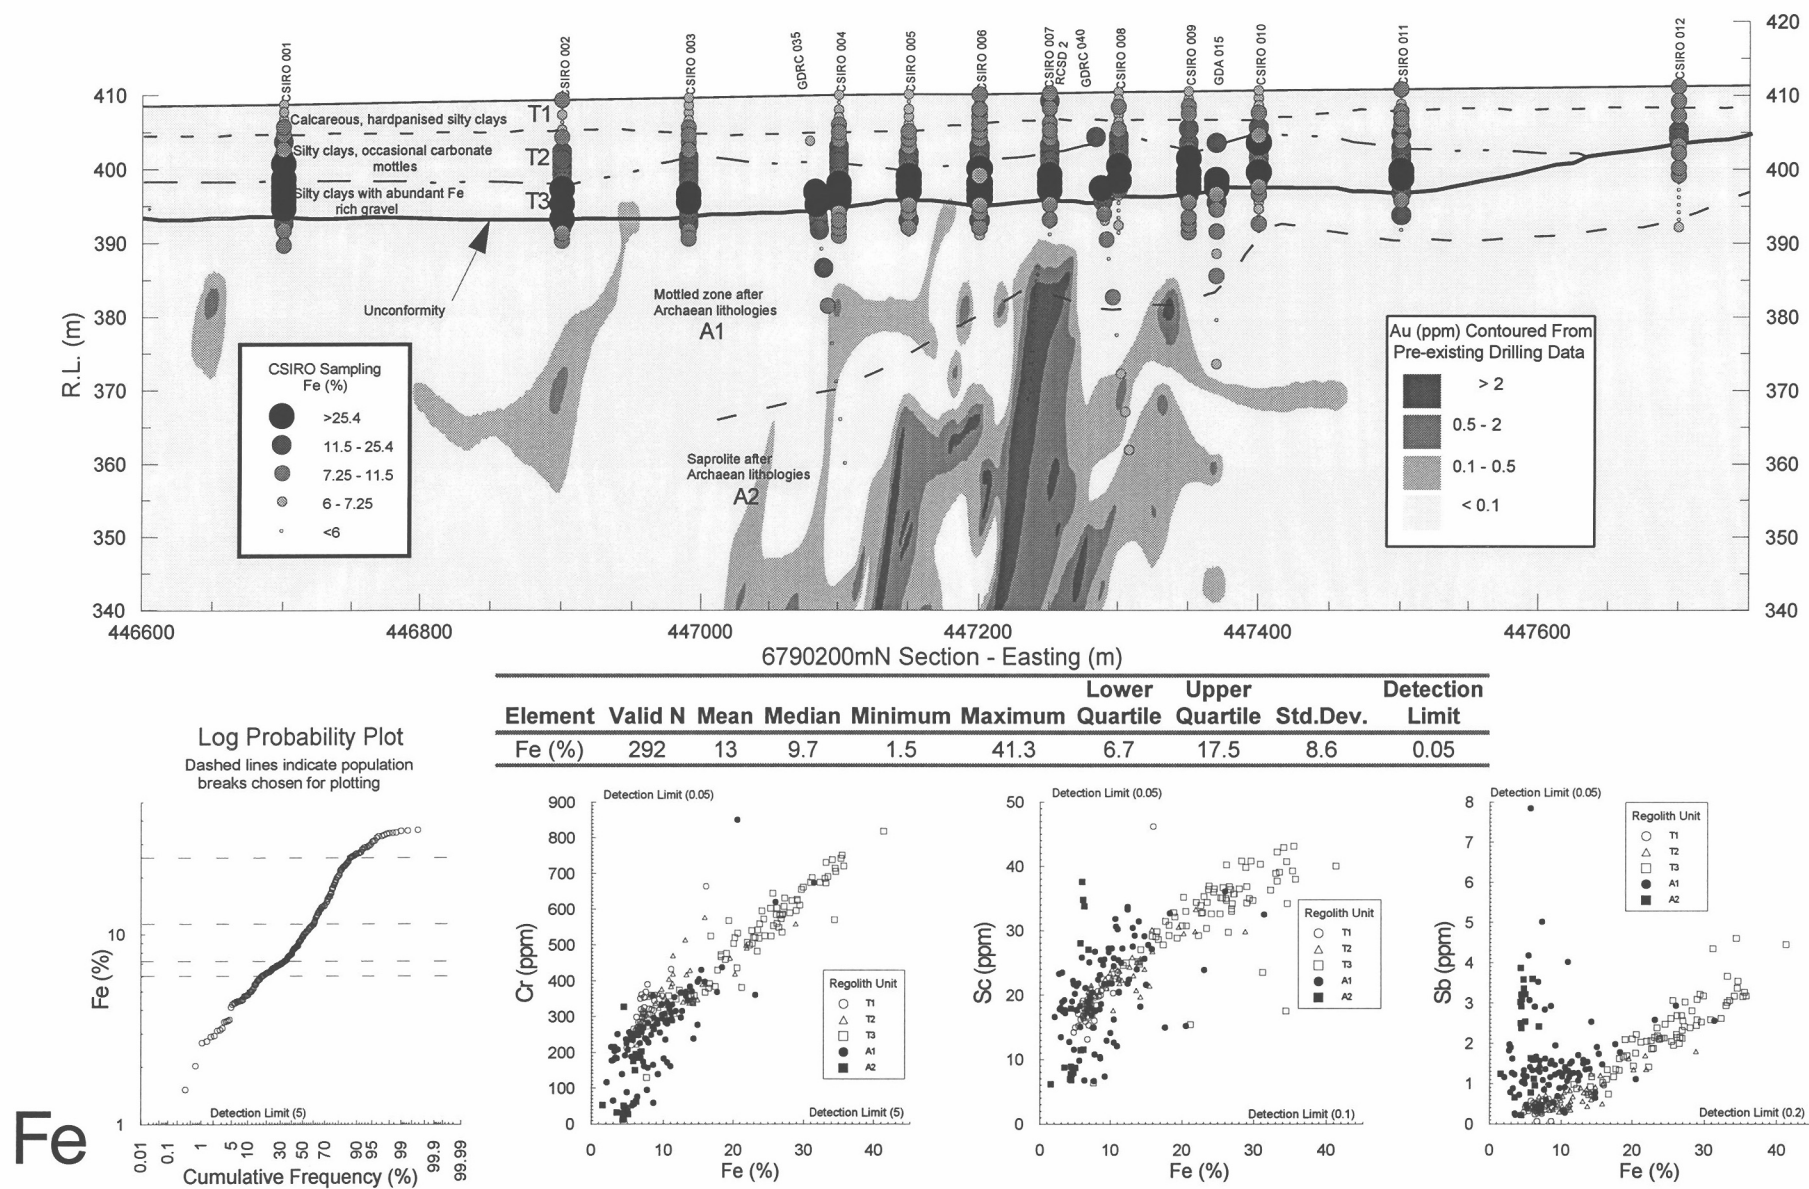 CSIRO 001
CSIRO 002
CSIRO 003
GDRC 035
CSIRO 004
CSIRO 005
CSIRO 006
CSIRO 007
RCSD 2
GDRC 040
CSIRO 008
CSIRO 009
GDA 015
CSIRO 010
CSIRO 011
CSIRO 012
420
410
400
390
380
370
360
350
340
410
400
390
380
370
360
350
340
R.L. (m)
T1
Calcareous, hardpanised silty clays
T2
Silty clays, occasional carbonate
mottles
T3
Silty clays with abundant Fe
rich gravel
Unconformity
Mottled zone after
Archaean lithologies
A1
Saprolite after
Archaean lithologies
A2
CSIRO Sampling
Fe (%)
>25.4
11.5 - 25.4
7.25 - 11.5
6 - 7.25
<6
Au (ppm) Contoured From
Pre-existing Drilling Data
> 2
0.5 - 2
0.1 - 0.5
< 0.1
446600 446800 447000 447200 447400 447600
6790200mN Section - Easting (m)
Element Valid N Mean Median Minimum Maximum Lower Quartile Upper Quartile Std.Dev. Detection Limit
Fe (%) 292 13 9.7 1.5 41.3 6.7 17.5 8.6 0.05
Log Probability Plot
Dashed lines indicate population
breaks chosen for plotting
Fe (%)
10
1
Detection Limit (5)
0.01 0.1 1 5 10 30 50 70 90 95 99 99.9 99.99
Cumulative Frequency (%)
Fe
Detection Limit (0.05)
Cr (ppm)
900
800
700
600
500
400
300
200
100
0
Regolith Unit
T1
T2
T3
A1
A2
Detection Limit (5)
0 10 20 30 40
Fe (%)
Detection Limit (0.05)
Sc (ppm)
50
40
30
20
10
0
Regolith Unit
T1
T2
T3
A1
A2
Detection Limit (0.1)
0 10 20 30 40
Fe (%)
Detection Limit (0.05)
Sb (ppm)
8
7
6
5
4
3
2
1
0
Regolith Unit
T1
T2
T3
A1
A2
Detection Limit (0.2)
0 10 20 30 40
Fe (%)